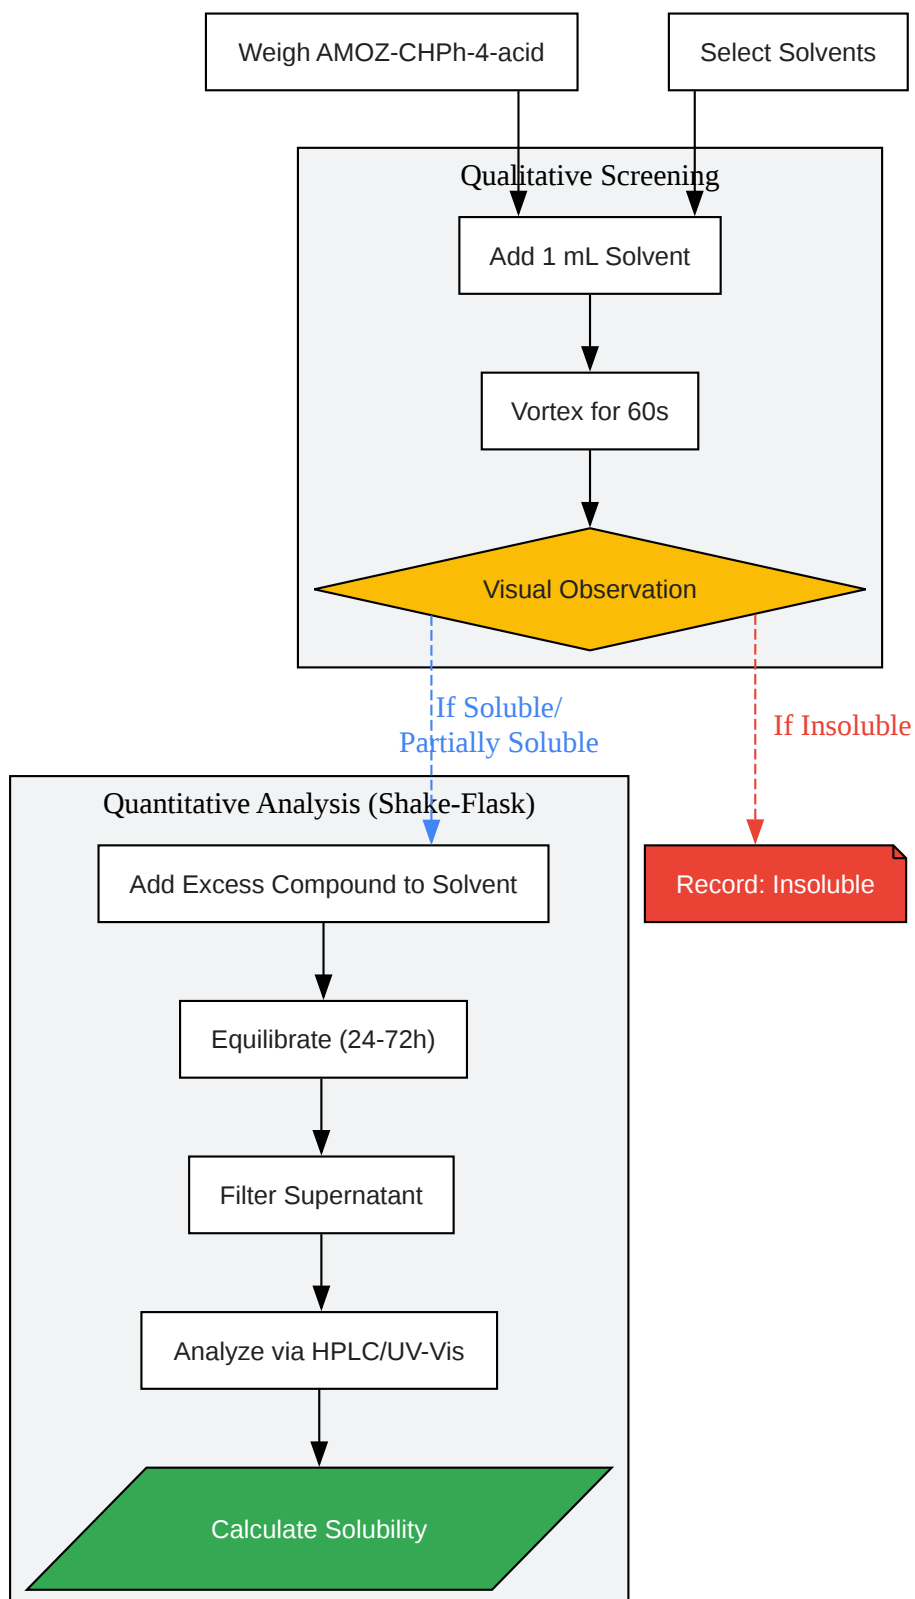 Weigh AMOZ-CHPh-4-acid
Select Solvents
Qualitative Screening
Add 1 mL Solvent
Vortex for 60s
Visual Observation
If Soluble/
Partially Soluble
If Insoluble
Quantitative Analysis (Shake-Flask)
Add Excess Compound to Solvent
Record: Insoluble
Equilibrate (24-72h)
Filter Supernatant
Analyze via HPLC/UV-Vis
Calculate Solubility